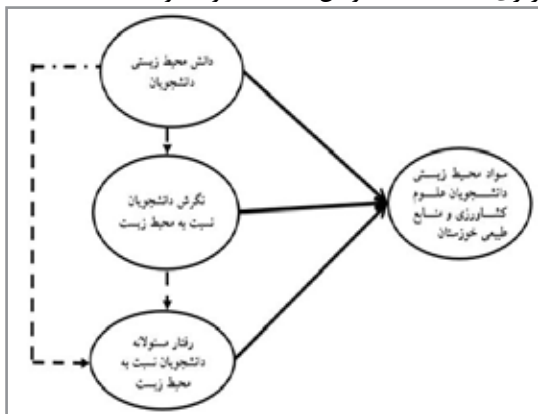 دانش محیط زیستی
دانشجویان
نگرش دانشجویان
نسبت به محیط زیست
رفتار مسئولانه
دانشجویان نسبت به
محیط زیست
سواد محیط زیستی
دانشجویان علوم
کشاورزی و منابع
طبیعی خوزستان